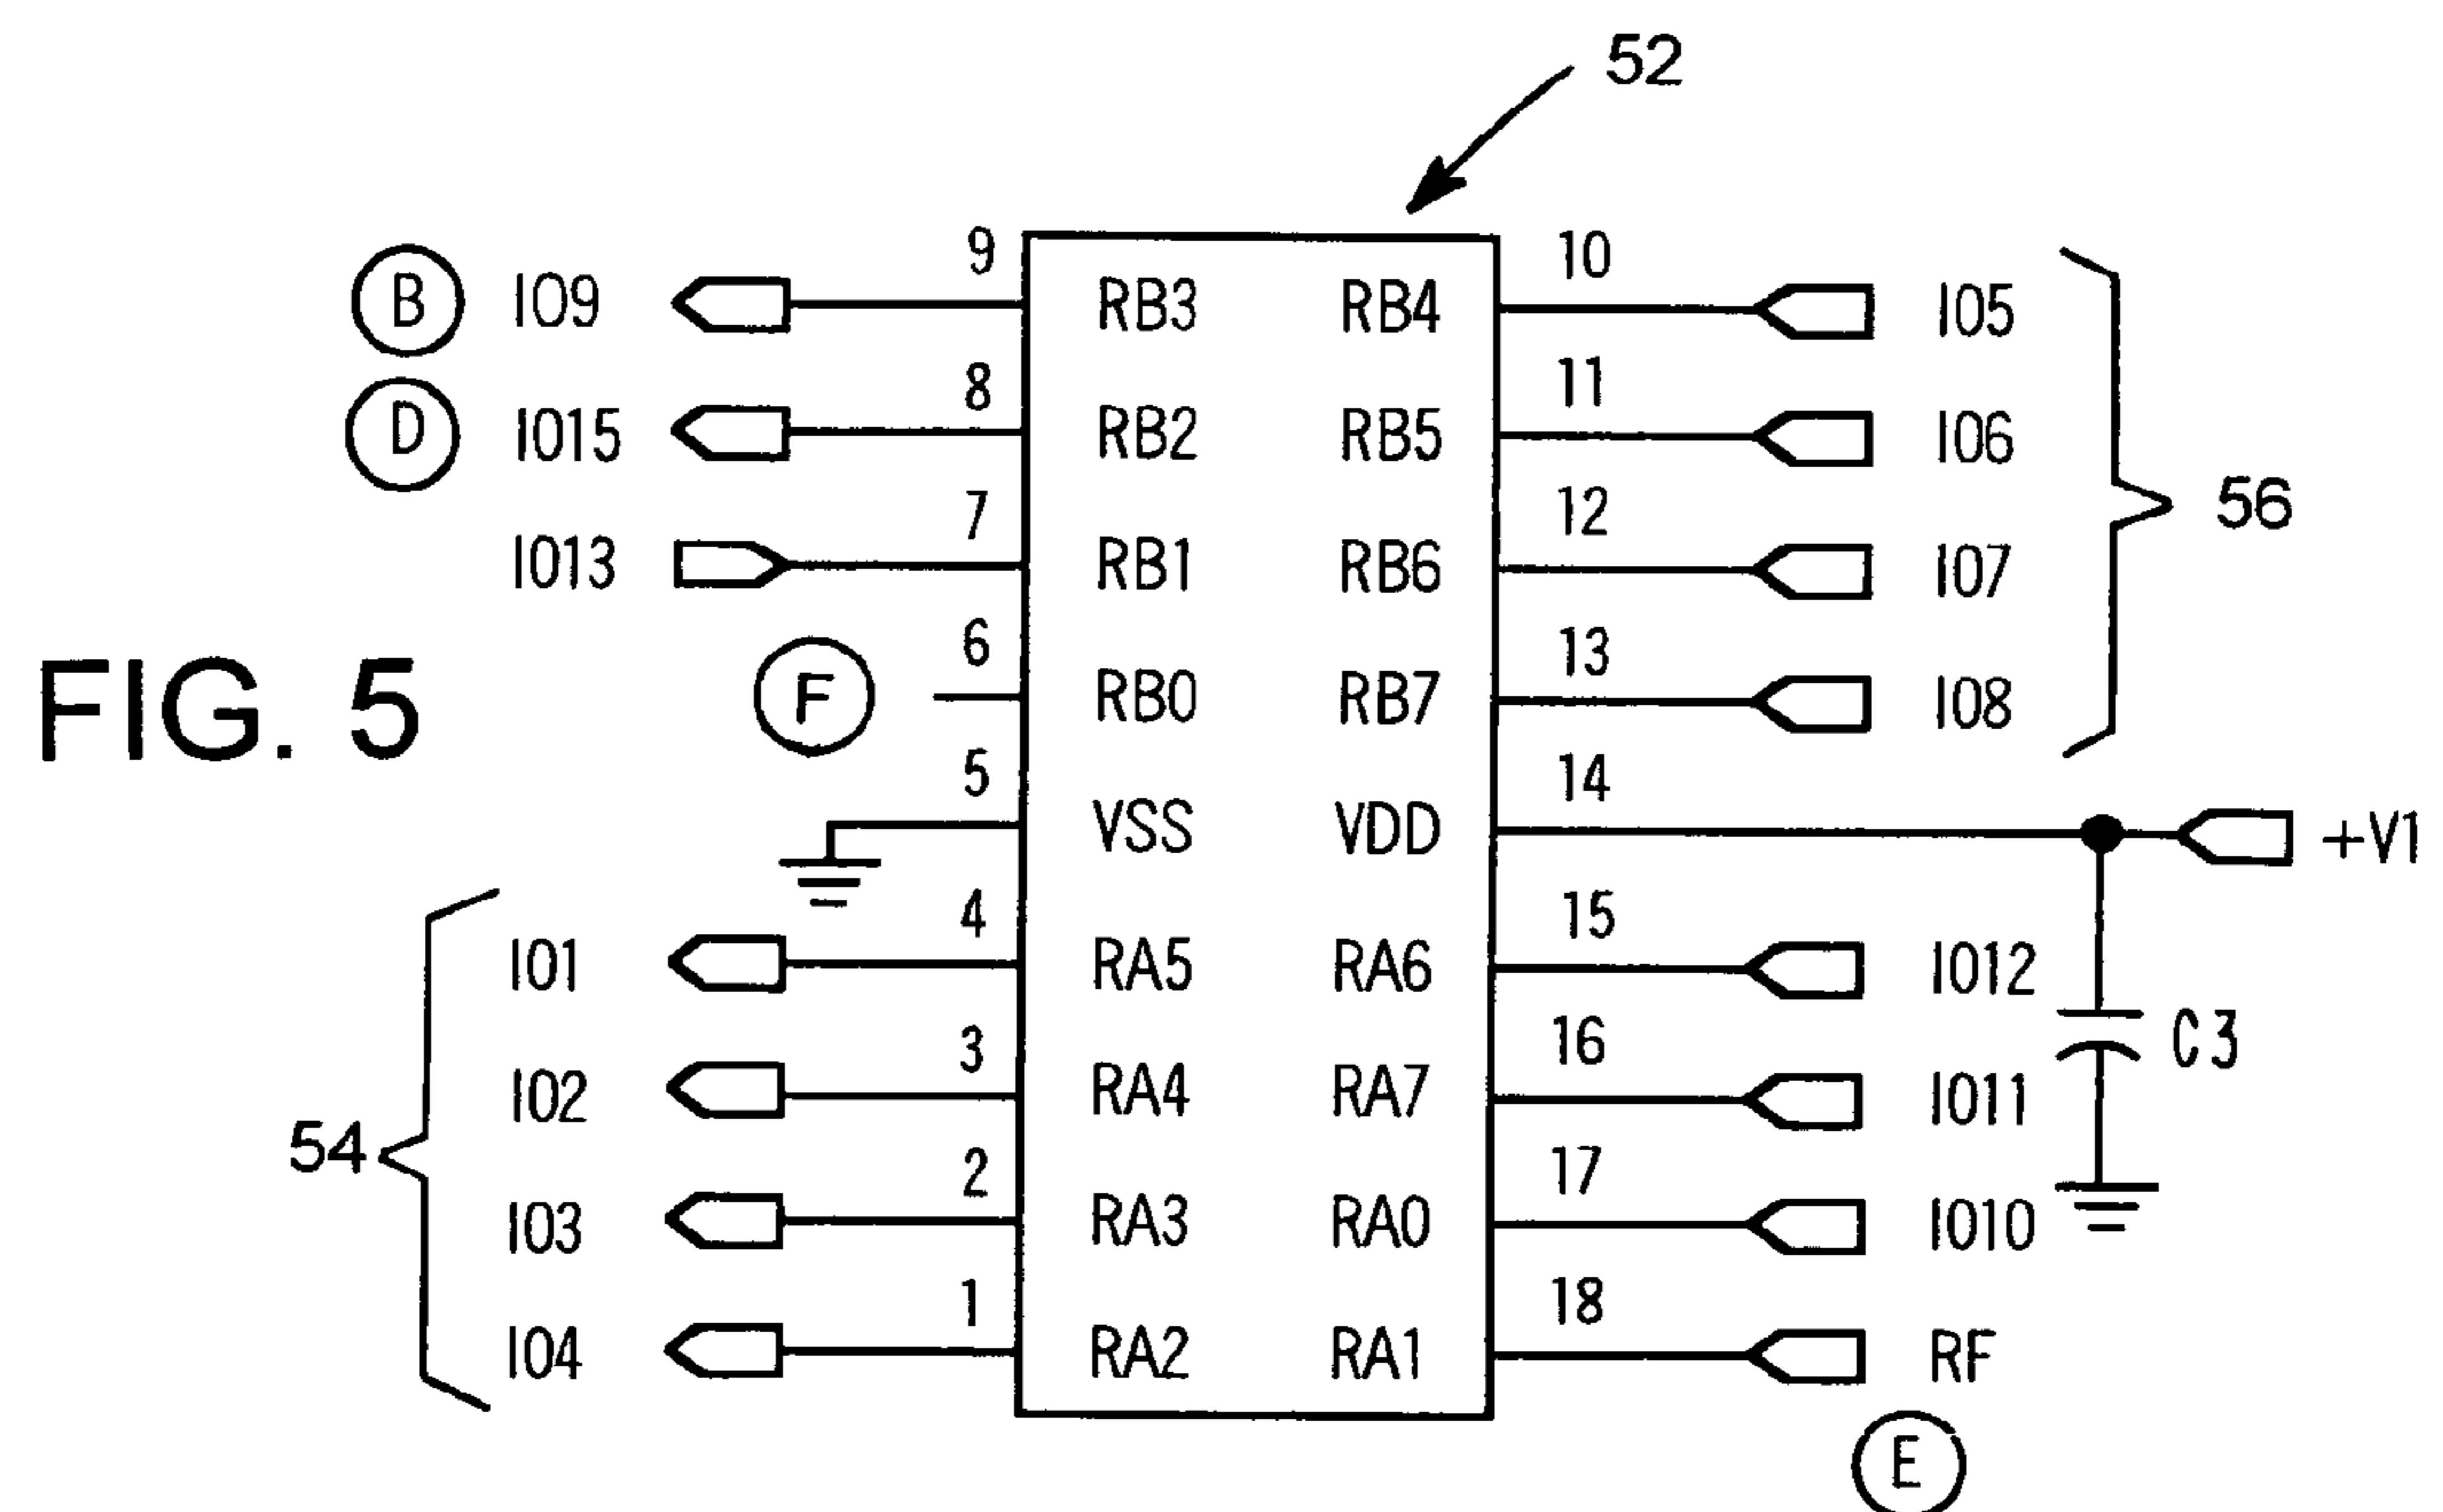 52
9 10
B IO9 RB3 RB4 IO5
8 11
D IO15 RB2 RB5 IO6
7 12
56
IO13 RB1 RB6 IO7
6 13
FIG. 5
F RB0 RB7 IO8
5 14
VSS VDD +V1
4 15
IO1 RA5 RA6 IO12
3 16
C3
IO2 RA4 RA7 IO11
54
2 17
IO3 RA3 RA0 IO10
1 18
IO4 RA2 RA1 RF
E